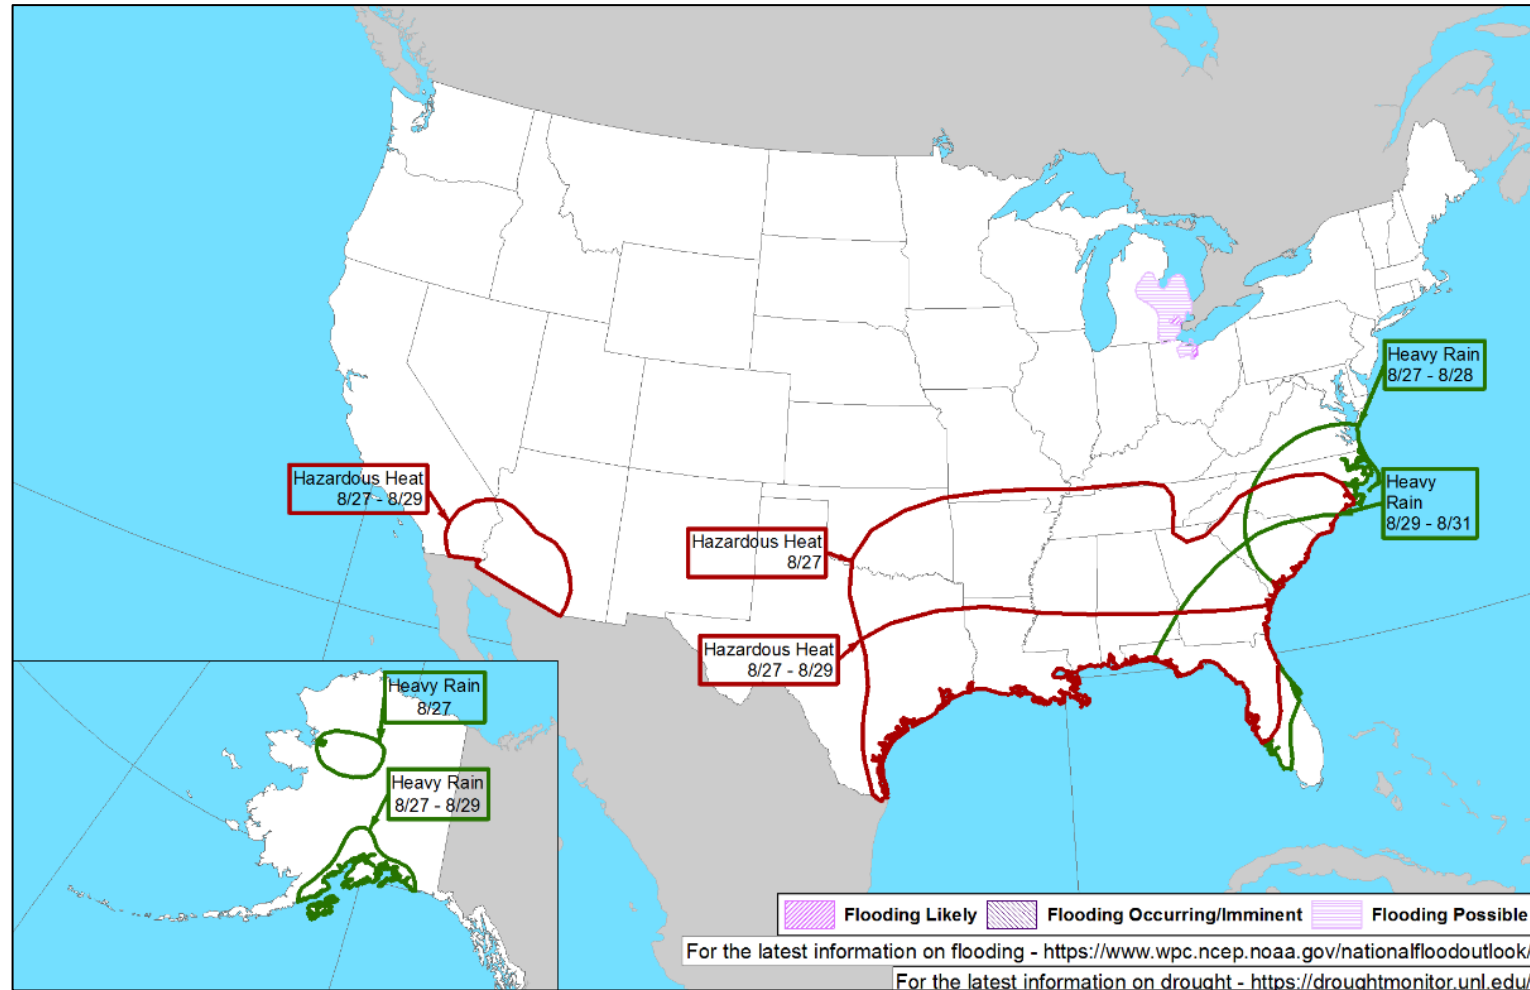 Heavy Rain
8/27 - 8/28
Hazardous Heat
8/27 - 8/29
Heavy
Rain
8/29 - 8/31
Hazardous Heat
8/27
Hazardous Heat
8/27 - 8/29
Heavy Rain
8/27
Heavy Rain
8/27 - 8/29
Flooding Likely Flooding Occurring/Imminent Flooding Possible
For the latest information on flooding - https://www.wpc.ncep.noaa.gov/nationalfloodoutlook/
For the latest information on drought - https://droughtmonitor.unl.edu/